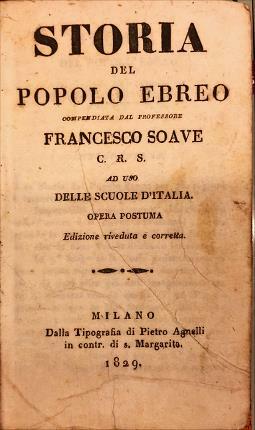 STORIA
DEL
POPOLO EBREO
COMPENDIATA DAL PROFESSORE
FRANCESCO SOAVE
C. R. S.
AD USO
DELLE SCUOLE D'ITALIA.
OPERA POSTUMA
Edizione riveduta e corretta.
MILANO
Dalla Tipografia di Pietro Agnelli
in contr. di s. Margarita.
1829.